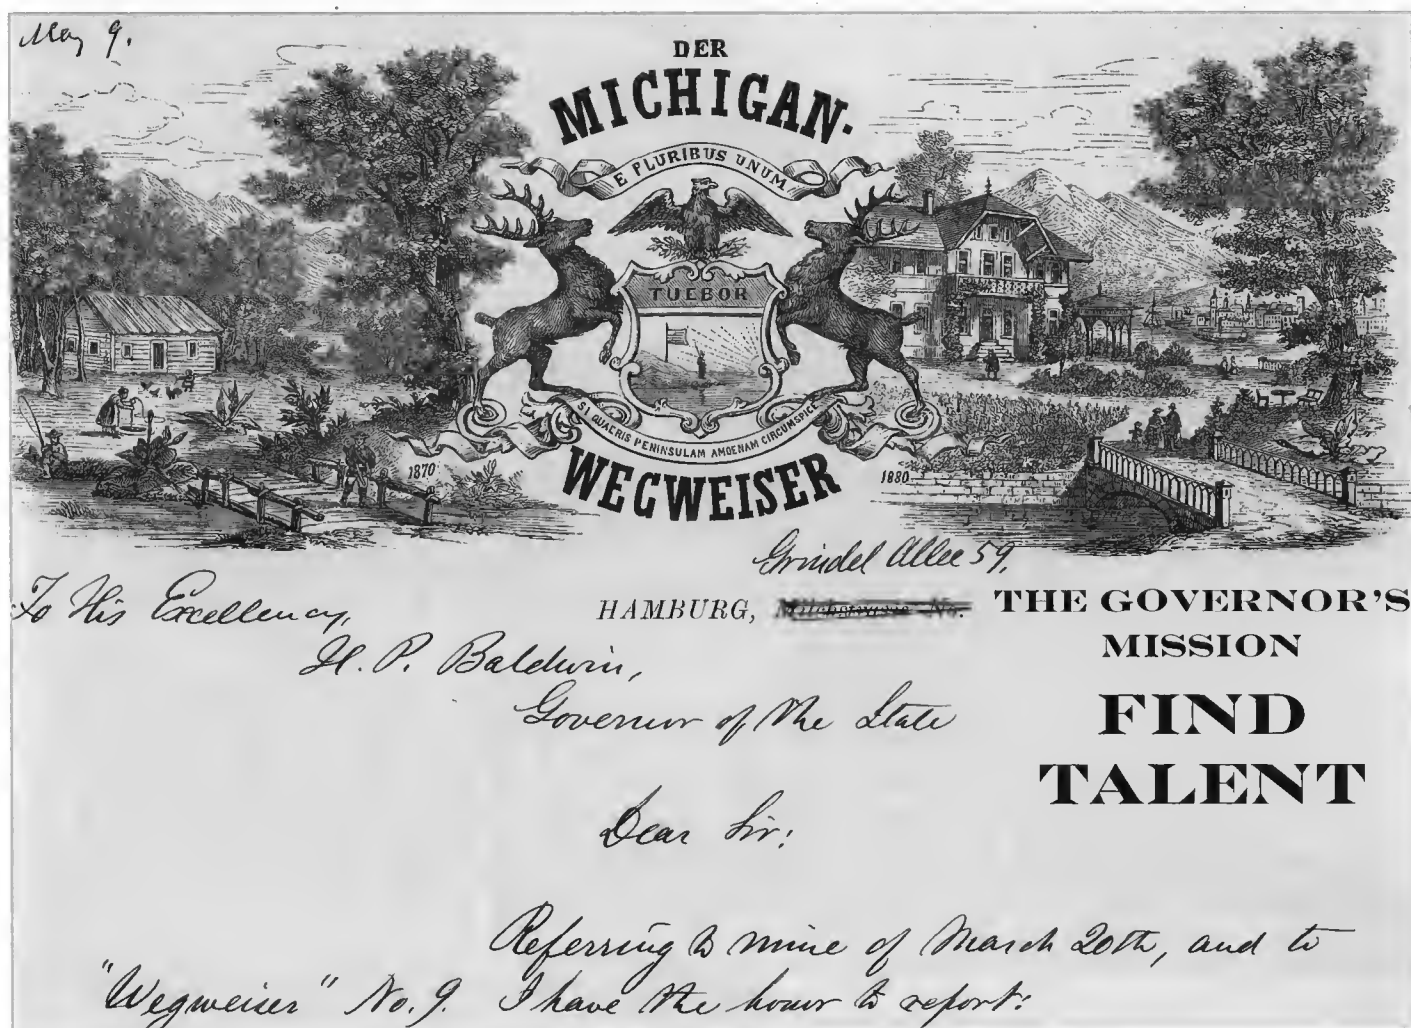 May 9.
DER
MICHIGAN-
E PLURIBUS UNUM
TUEBOR
SI QUAERIS PENINSULAM AMOENAM CIRCUMSPICE
1870
WEGWEISER
1880
Grindel Allee 59.
To His Excellency,
HAMBURG, No.
THE GOVERNOR'S
MISSION
H. P. Baldwin,
Governor of the State
FIND
TALENT
Dear Sir:
Referring to mine of March 20th, and to
"Wegweiser" No. 9. I have the honor to report: